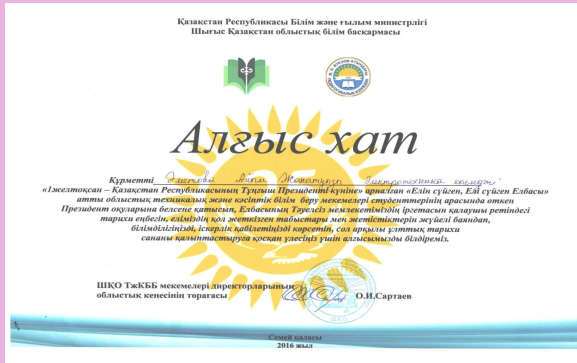 Қазақстан Республикасы Білім және ғылым министрлігі
Шығыс Қазақстан облыстық білім басқармасы
Алғыс хат
Құрметті
«1желтоқсан – Қазақстан Республикасының Тұңғыш Президенті күніне» арналған «Елін сүйген, Елі сүйген Елбасы»
атты облыстық техникалық және кәсіптік білім беру мекемелері студенттерінің арасында өткен
Президент оқуларына белсене қатысып, Елбасының Тәуелсіз мемлекетіміздің іргетасын қалаушы ретіндегі
тарихи еңбегін, еліміздің қол жеткізген табыстары мен жетістіктерін жүйелі баяндап,
білімділігіңізді, іскерлік қабілетіңізді көрсетіп, сол арқылы ұлттық тарихи
сананы қалыптастыруға қосқан үлесіңіз үшін алғысымызды білдіреміз.
ШҚО ТжКББ мекемелері директорларының
облыстық кеңесінің төрағасы О.И.Сартаев
Семей қаласы
2016 жыл